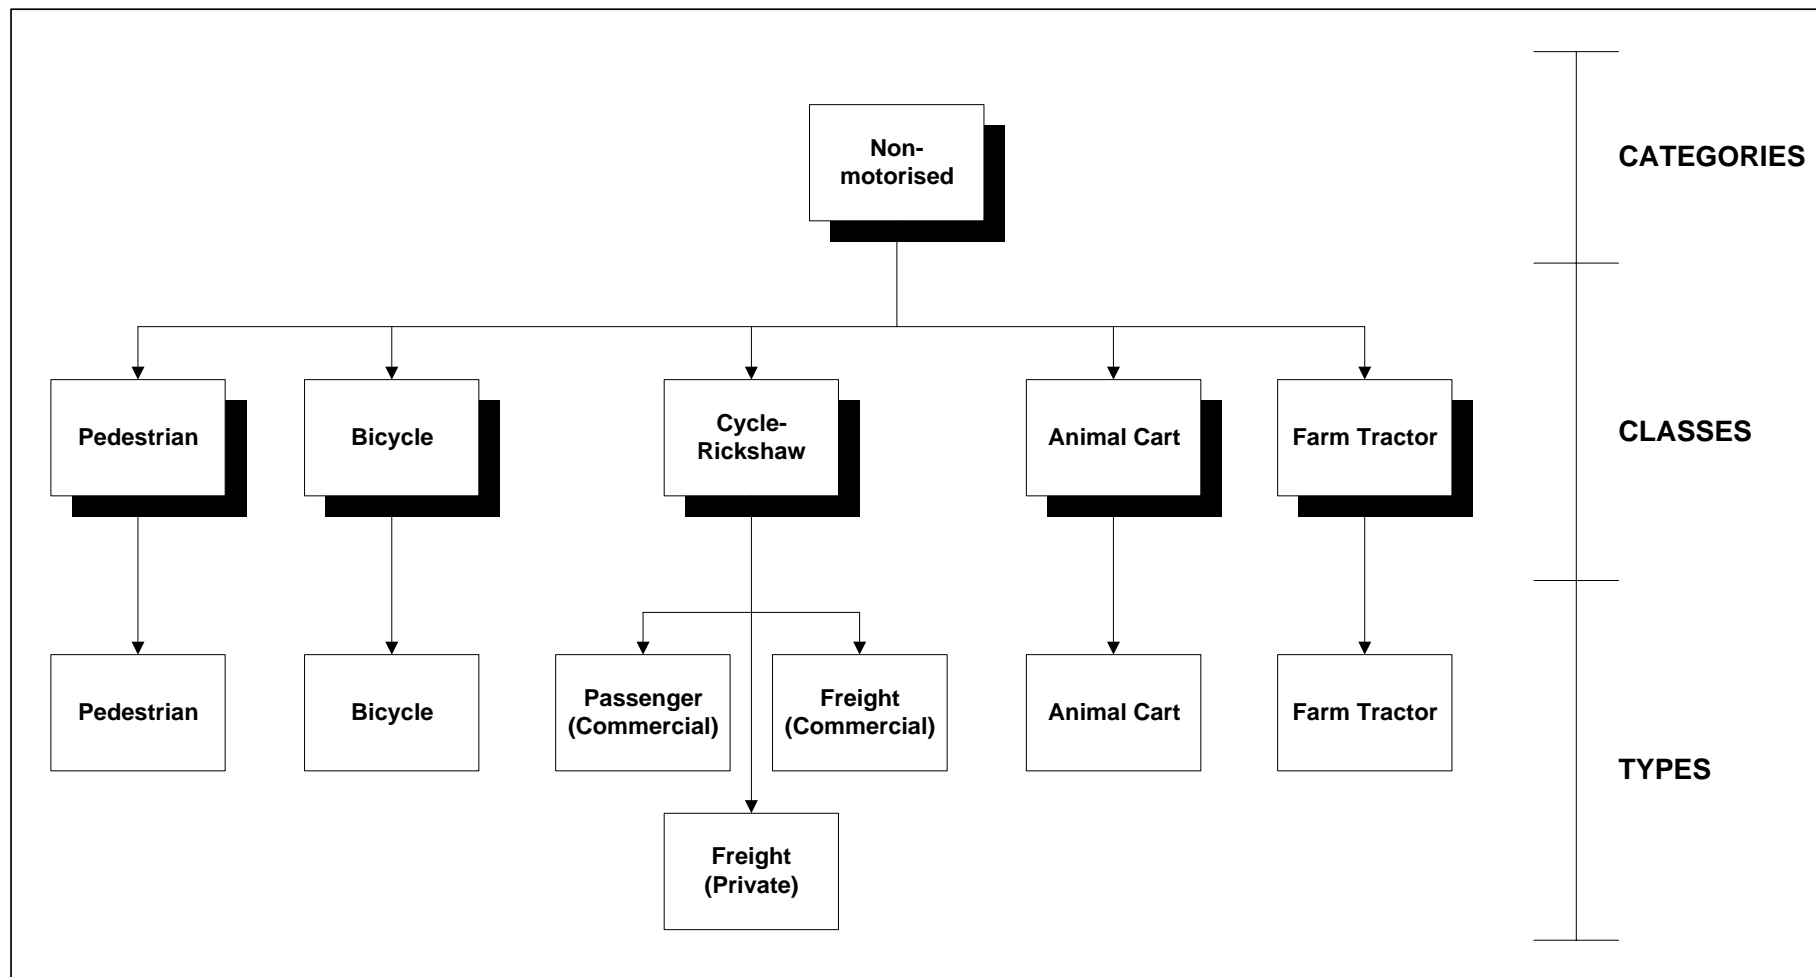 Non-
motorised
CATEGORIES
Pedestrian
Bicycle
Cycle-
Rickshaw
Animal Cart
Farm Tractor
CLASSES
Pedestrian
Bicycle
Passenger
(Commercial)
Freight
(Commercial)
Animal Cart
Farm Tractor
TYPES
Freight
(Private)